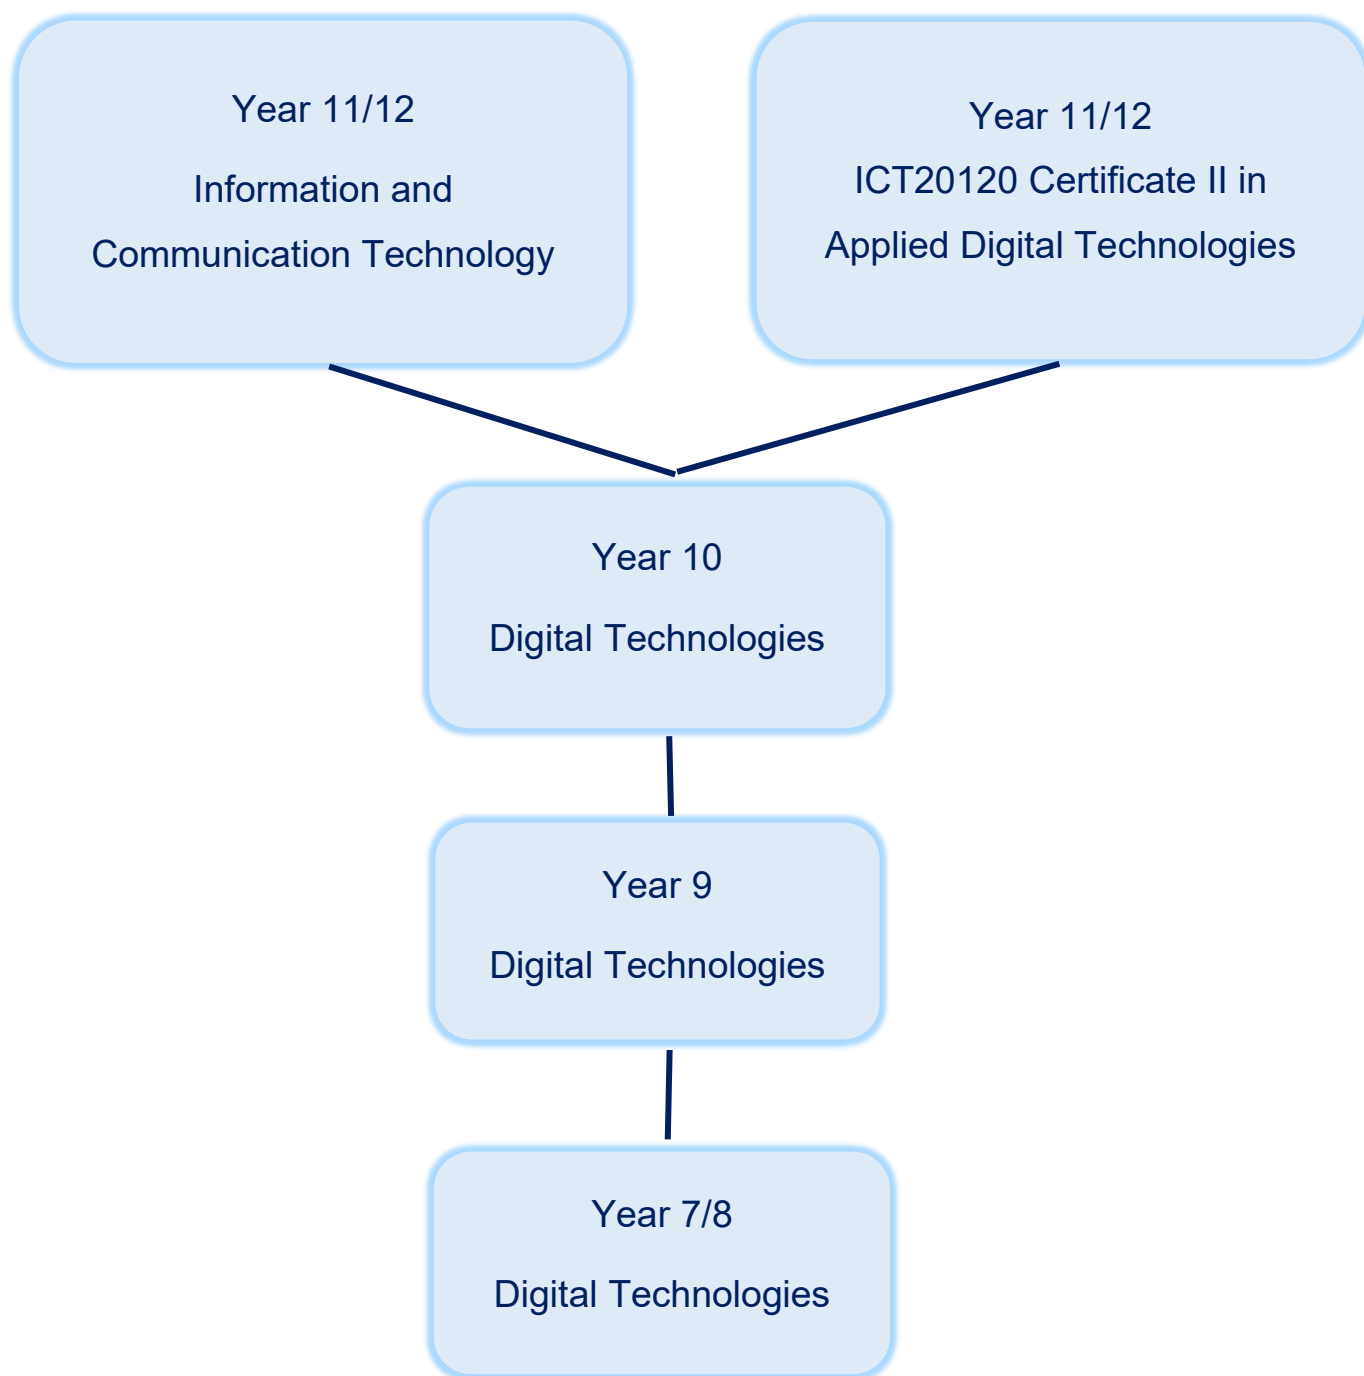 Year 11/12
Information and
Communication Technology
Year 11/12
ICT20120 Certificate II in
Applied Digital Technologies
Year 10
Digital Technologies
Year 9
Digital Technologies
Year 7/8
Digital Technologies